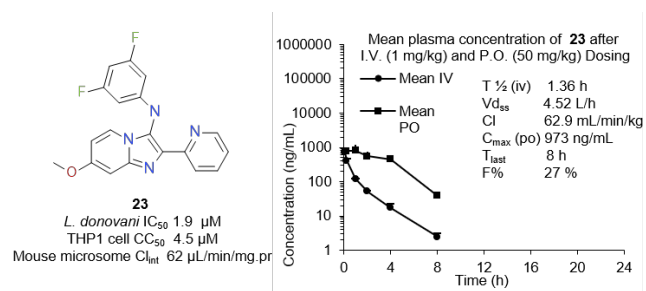 F
F
N
N
N
N
O
23
L. donovani IC50 1.9 µM
THP1 cell CC50 4.5 µM
Mouse microsome Clint 62 µL/min/mg.pr
Mean plasma concentration of 23 after
I.V. (1 mg/kg) and P.O. (50 mg/kg) Dosing
Mean IV
Mean
PO
T ½ (iv) 1.36 h
Vdss 4.52 L/h
Cl 62.9 mL/min/kg
Cmax (po) 973 ng/mL
Tlast 8 h
F% 27 %
Concentration (ng/mL)
1000000
100000
10000
1000
100
10
1
0 4 8 12 16 20 24
Time (h)